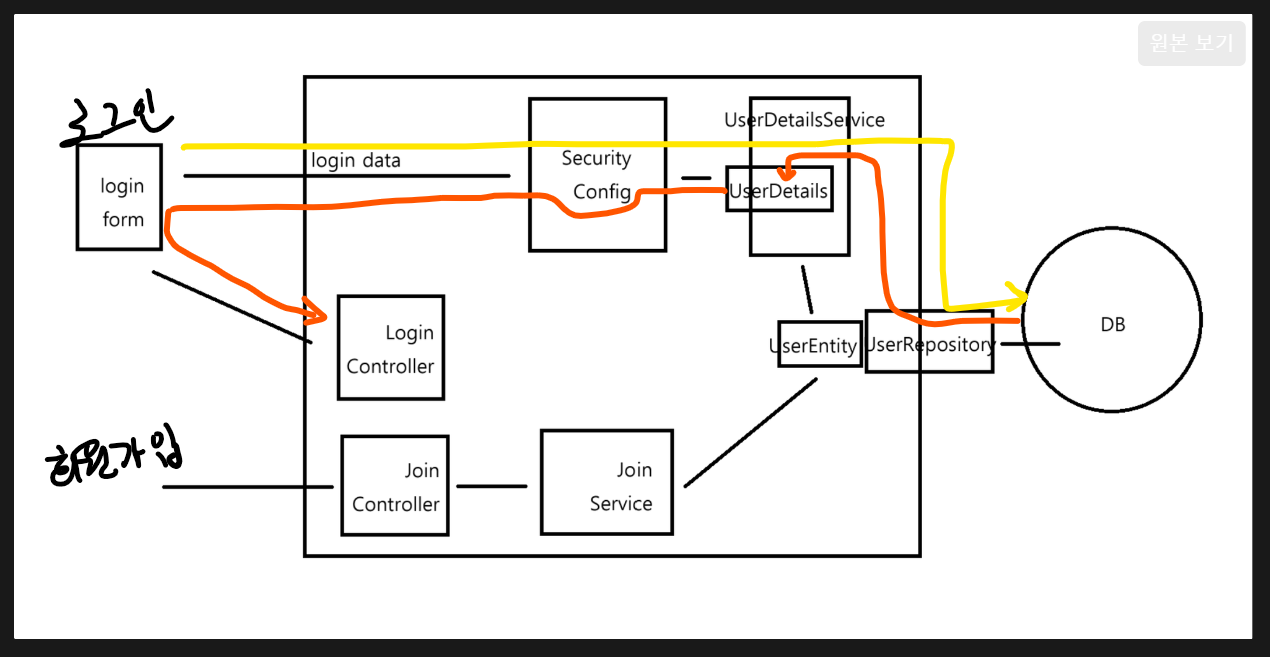 원본 보기
로그인
login
form
login data
Security
Config
UserDetailsService
UserDetails
Login
Controller
UserEntity
UserRepository
DB
회원가입
Join
Controller
Join
Service